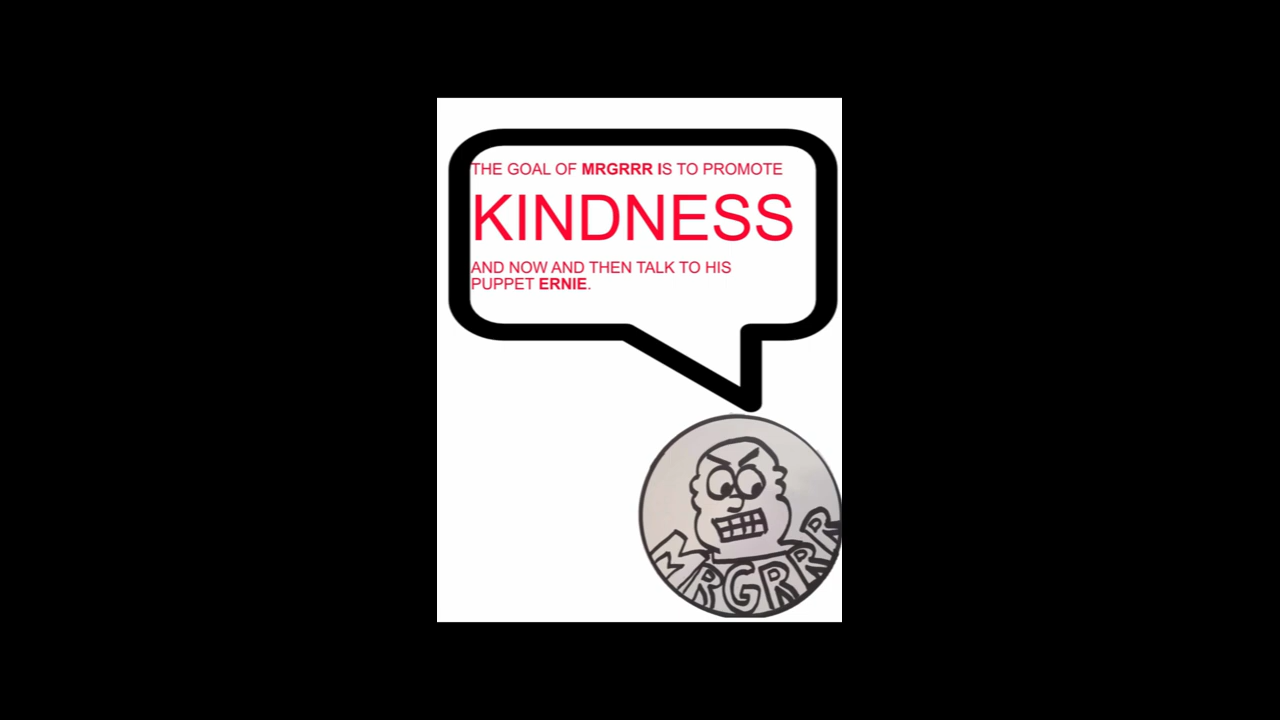 THE GOAL OF MRGRRR IS TO PROMOTE
KINDNESS
AND NOW AND THEN TALK TO HIS
PUPPET ERNIE.
MRGRRR